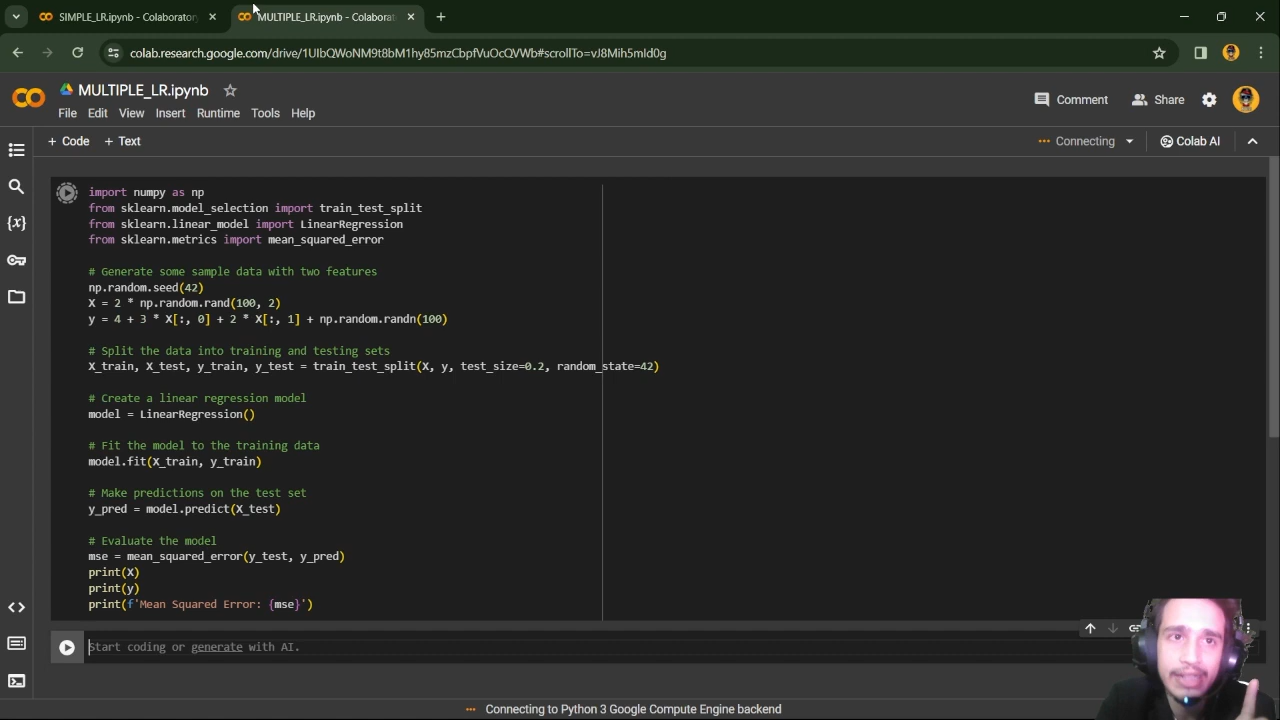 SIMPLE_LR.ipynb - Colaboratory
MULTIPLE_LR.ipynb - Colaborat
colab.research.google.com/drive/1UIbQWoNM9t8bM1hy85mzCbpfVuOcQVWb#scrollTo=vJ8Mih5mId0g
MULTIPLE_LR.ipynb
File Edit View Insert Runtime Tools Help
Comment Share
+ Code + Text
Connecting Colab AI
import numpy as np
from sklearn.model_selection import train_test_split
from sklearn.linear_model import LinearRegression
from sklearn.metrics import mean_squared_error
# Generate some sample data with two features
np.random.seed(42)
X = 2 * np.random.rand(100, 2)
y = 4 + 3 * X[:, 0] + 2 * X[:, 1] + np.random.randn(100)
# Split the data into training and testing sets
X_train, X_test, y_train, y_test = train_test_split(X, y, test_size=0.2, random_state=42)
# Create a linear regression model
model = LinearRegression()
# Fit the model to the training data
model.fit(X_train, y_train)
# Make predictions on the test set
y_pred = model.predict(X_test)
# Evaluate the model
mse = mean_squared_error(y_test, y_pred)
print(X)
print(y)
print(f'Mean Squared Error: {mse}')
Start coding or generate with AI.
Connecting to Python 3 Google Compute Engine backend